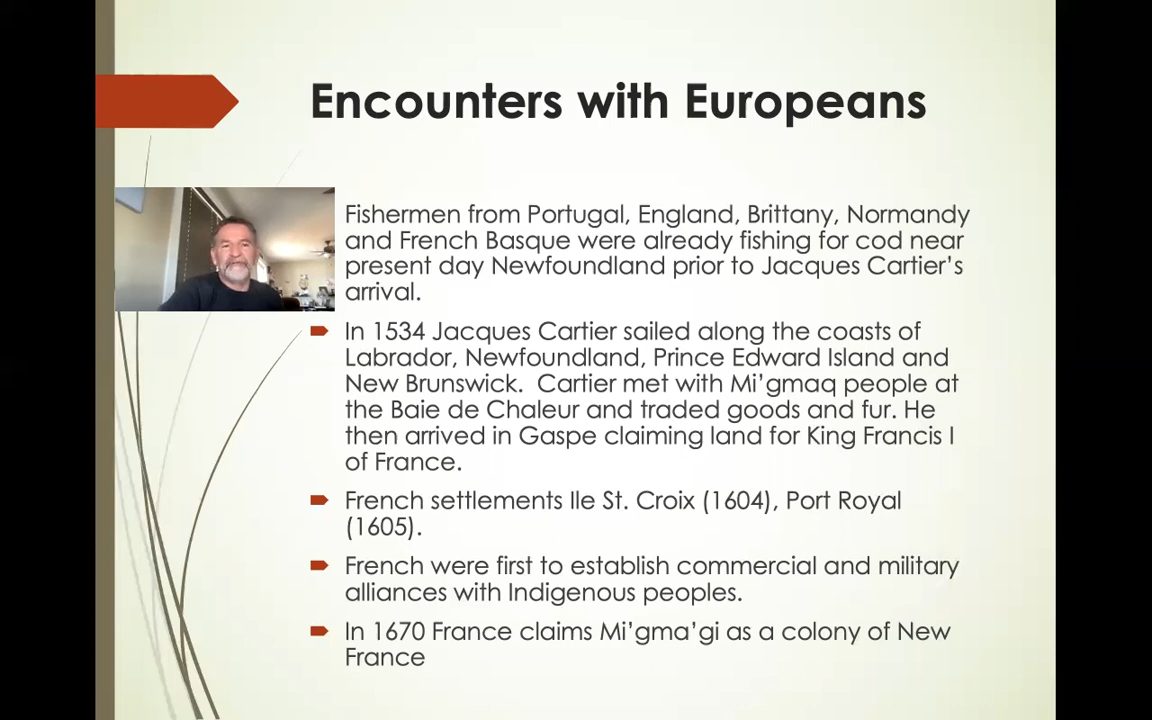 Encounters with Europeans
Fishermen from Portugal, England, Brittany, Normandy
and French Basque were already fishing for cod near
present day Newfoundland prior to Jacques Cartier’s
arrival.
In 1534 Jacques Cartier sailed along the coasts of
Labrador, Newfoundland, Prince Edward Island and
New Brunswick.  Cartier met with Mi’gmaq people at
the Baie de Chaleur and traded goods and fur. He
then arrived in Gaspe claiming land for King Francis I
of France.
French settlements Ile St. Croix (1604), Port Royal
(1605).
French were first to establish commercial and military
alliances with Indigenous peoples.
In 1670 France claims Mi’gma’gi as a colony of New
France